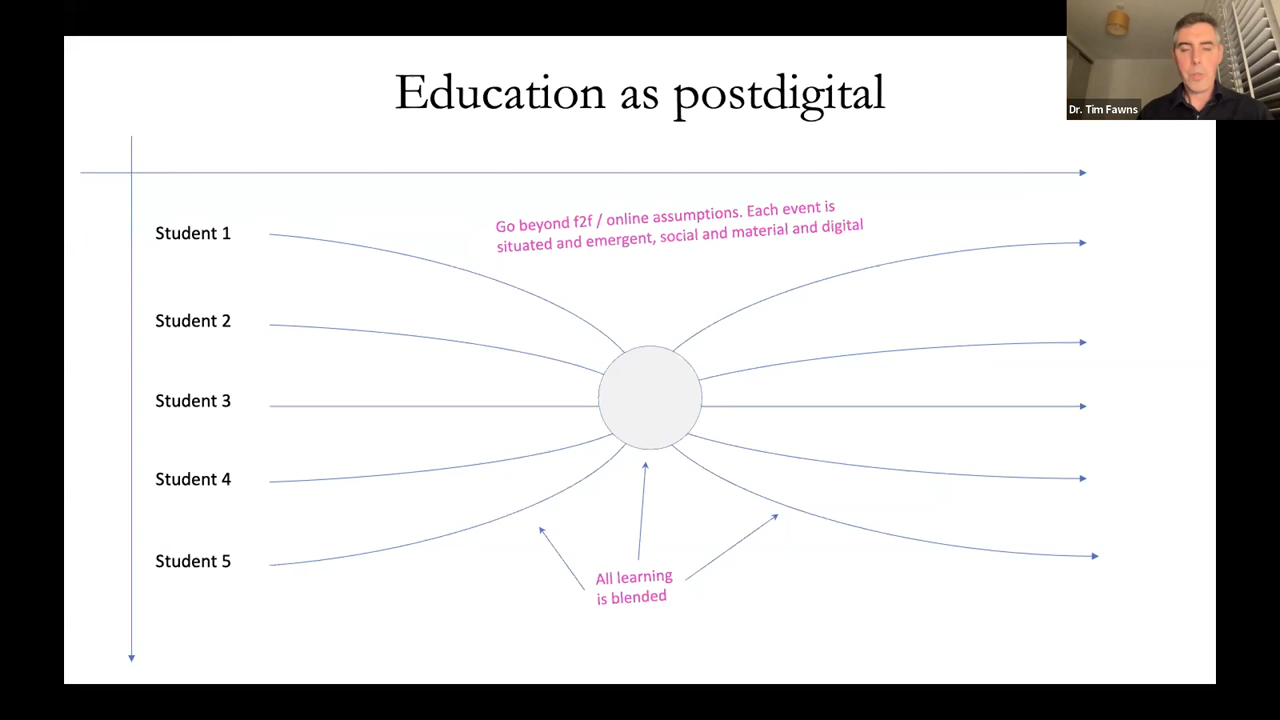 Education as postdigital
Dr. Tim Fawns
Student 1
Go beyond f2f / online assumptions. Each event is
situated and emergent, social and material and digital
Student 2
Student 3
Student 4
Student 5
All learning
is blended